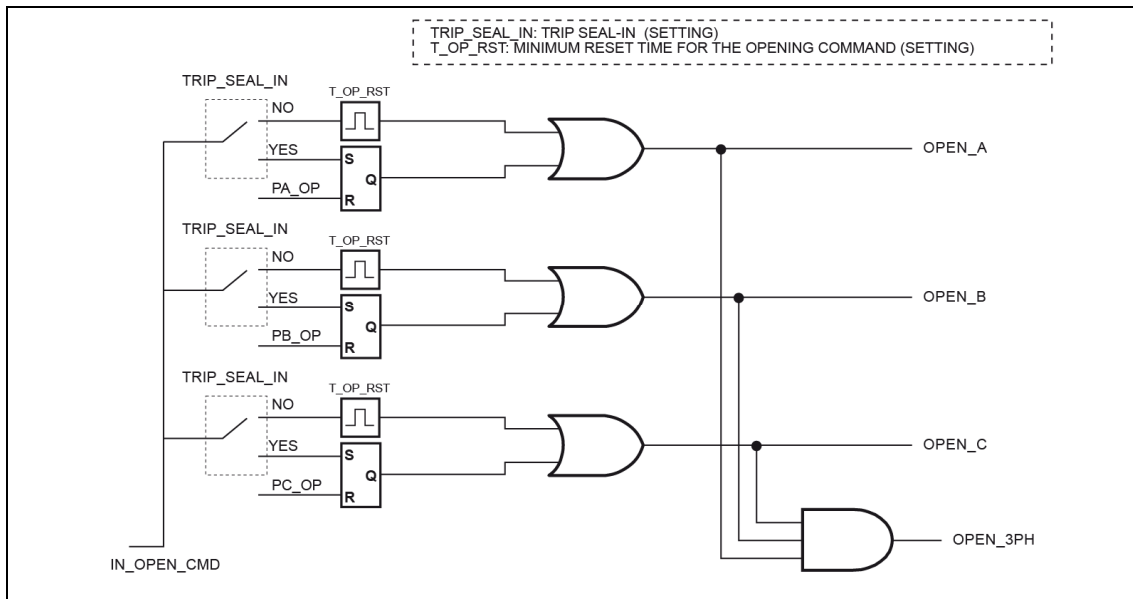 TRIP_SEAL_IN: TRIP SEAL-IN (SETTING)
T_OP_RST: MINIMUM RESET TIME FOR THE OPENING COMMAND (SETTING)
TRIP_SEAL_IN
T_OP_RST
NO
YES
S
Q
PA_OP
R
OPEN_A
TRIP_SEAL_IN
T_OP_RST
NO
YES
S
Q
PB_OP
R
OPEN_B
TRIP_SEAL_IN
T_OP_RST
NO
YES
S
Q
PC_OP
R
OPEN_C
OPEN_3PH
IN_OPEN_CMD